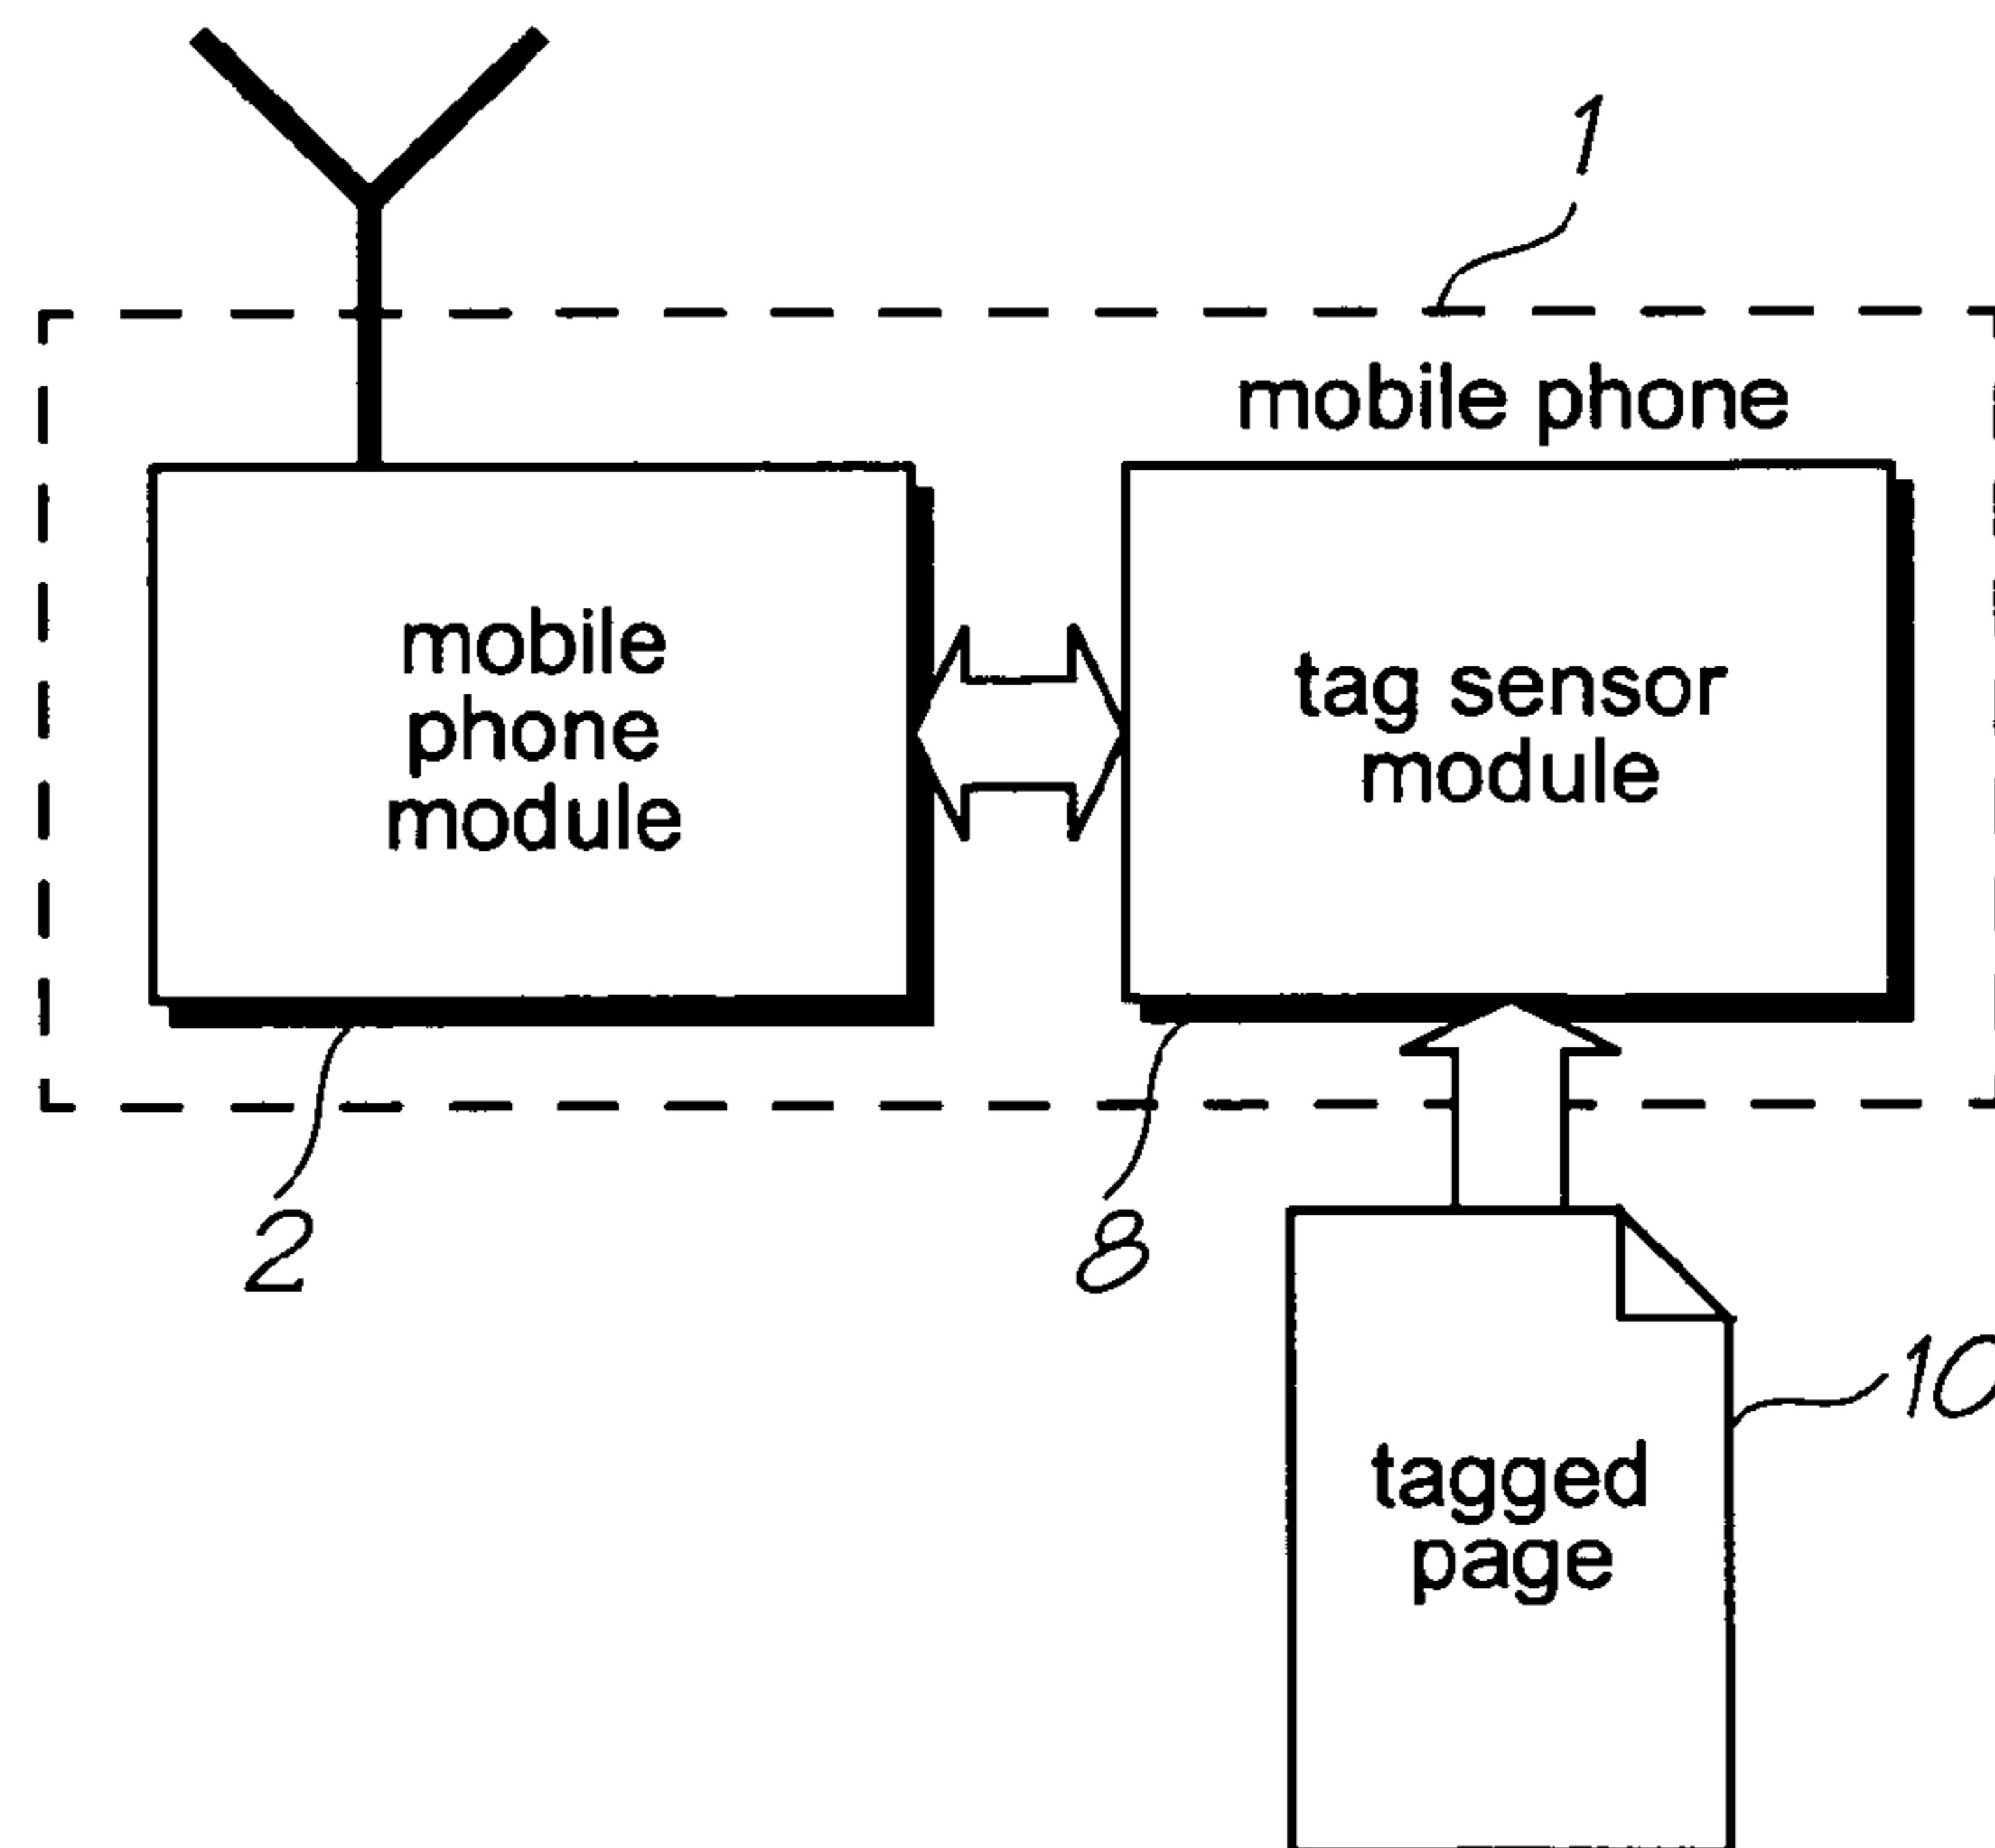 1
mobile phone
mobile
phone
module
tag sensor
module
2
8
10
tagged
page